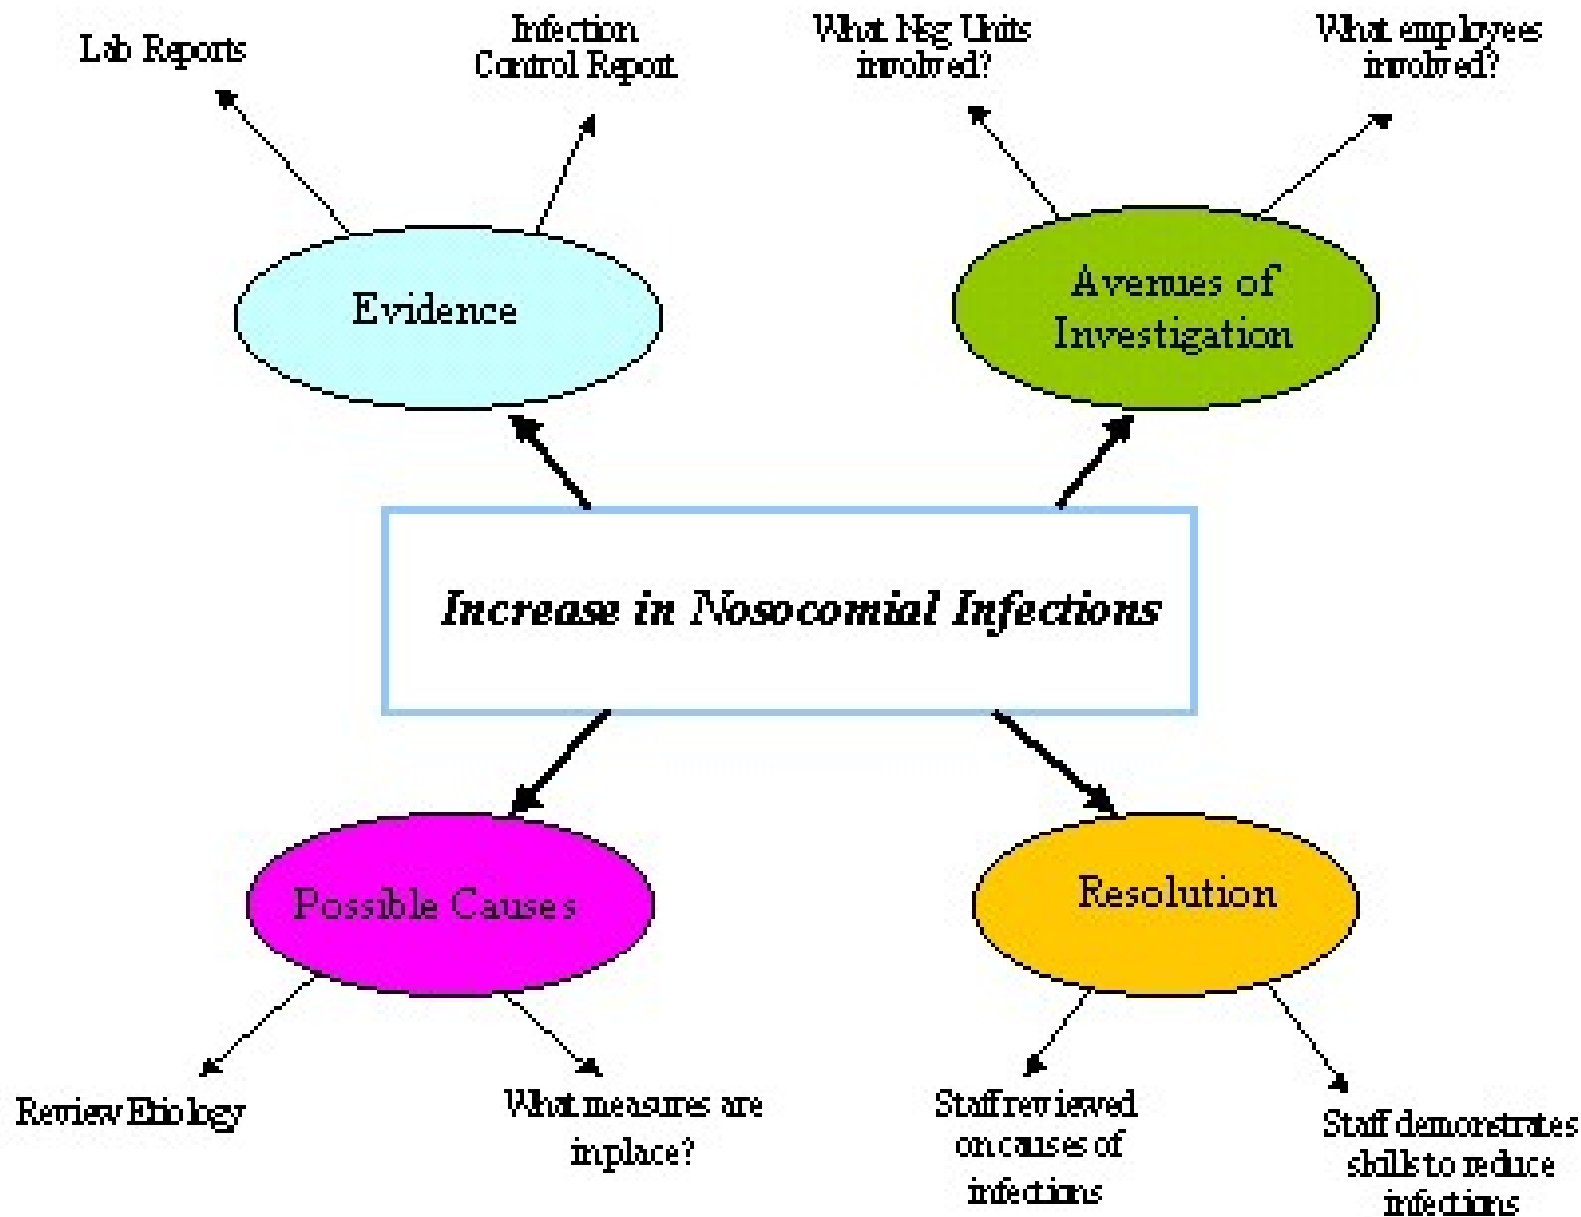 Lab Reports
Infection
Control Report
What Nsg Units
involved?
What employees
involved?
Evidence
Avenues of
Investigation
Increase in Nosocomial Infections
Possible Causes
Resolution
Review Etiology
What measures are
in place?
Staff reviewed
on causes of
infections
Staff demonstrates
skills to reduce
infections